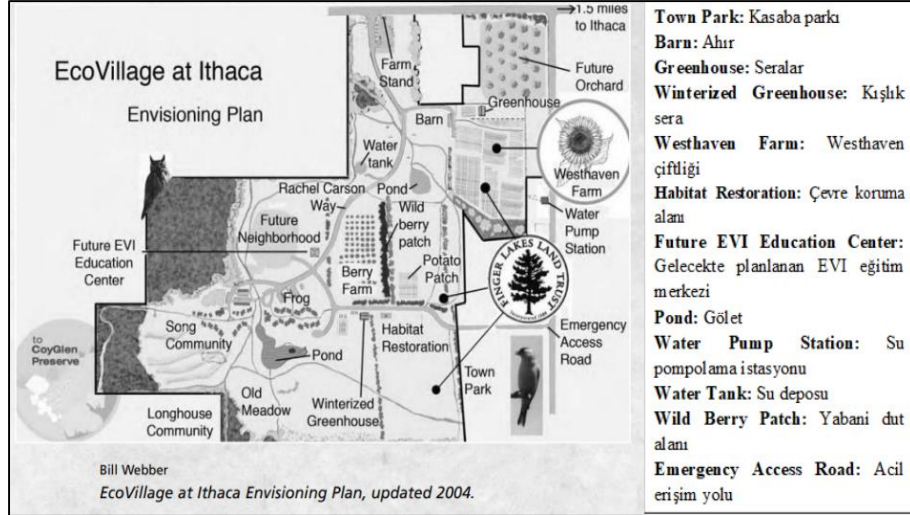 1.5 miles
to Ithaca
EcoVillage at Ithaca
Envisioning Plan
Farm
Stand
Future
Orchard
Greenhouse
Barn
Water
tank
Westhaven
Farm
Rachel Carson
Way
Pond
Wild
berry
patch
Water
Pump
Station
Future
Neighborhood
Future EVI
Education
Center
Berry
Farm
Potato
Patch
FINGER LAKES LAND TRUST
to
CoyGlen
Preserve
Song
Community
Frog
Pond
Habitat
Restoration
Emergency
Access
Road
Town
Park
Old
Meadow
Winterized
Greenhouse
Longhouse
Community
Bill Webber
EcoVillage at Ithaca Envisioning Plan, updated 2004.
Town Park: Kasaba parkı
Barn: Ahır
Greenhouse: Seralar
Winterized Greenhouse: Kışlık
sera
Westhaven Farm: Westhaven
çiftliği
Habitat Restoration: Çevre koruma
alanı
Future EVI Education Center:
Gelecekte planlanan EVI eğitim
merkezi
Pond: Gölet
Water Pump Station: Su
pompolama istasyonu
Water Tank: Su deposu
Wild Berry Patch: Yabani dut
alanı
Emergency Access Road: Acil
erişim yolu